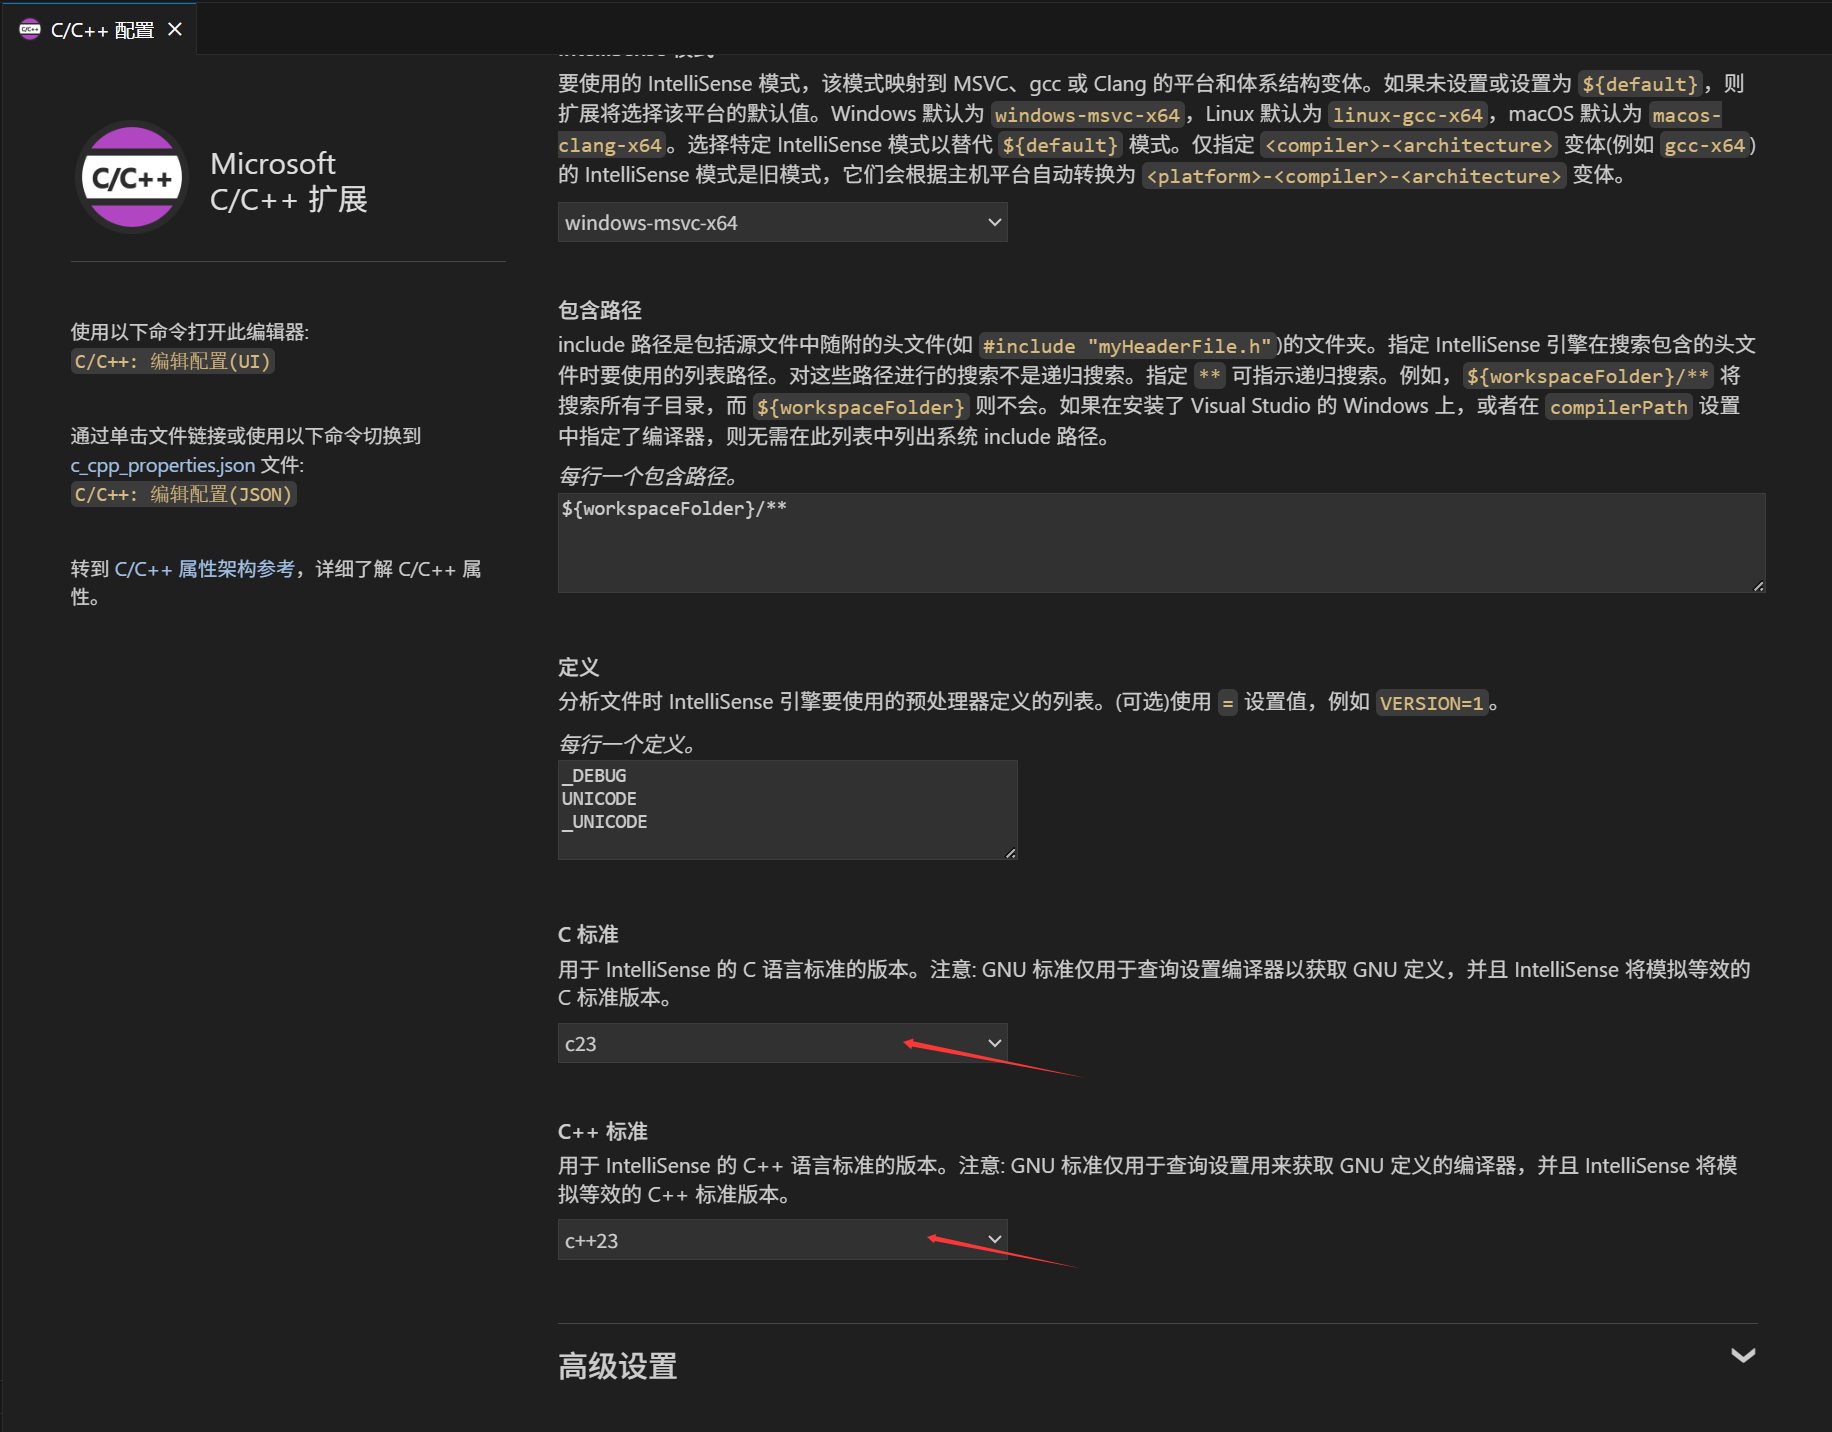 C/C++ 配置
C/C++
Microsoft
C/C++ 扩展
使用以下命令打开此编辑器:
C/C++: 编辑配置(UI)
通过单击文件链接或使用以下命令切换到
c_cpp_properties.json 文件:
C/C++: 编辑配置(JSON)
转到 C/C++ 属性架构参考，详细了解 C/C++ 属
性。
要使用的 IntelliSense 模式，该模式映射到 MSVC、gcc 或 Clang 的平台和体系结构变体。如果未设置或设置为 ${default}，则
扩展将选择该平台的默认值。Windows 默认为 windows-msvc-x64，Linux 默认为 linux-gcc-x64，macOS 默认为 macos-
clang-x64。选择特定 IntelliSense 模式以替代 ${default} 模式。仅指定 <compiler>-<architecture> 变体(例如 gcc-x64)
的 IntelliSense 模式是旧模式，它们会根据主机平台自动转换为 <platform>-<compiler>-<architecture> 变体。
windows-msvc-x64
包含路径
include 路径是包括源文件中随附的头文件(如 #include "myHeaderFile.h")的文件夹。指定 IntelliSense 引擎在搜索包含的头文
件时要使用的列表路径。对这些路径进行的搜索不是递归搜索。指定 ** 可指示递归搜索。例如，${workspaceFolder}/** 将
搜索所有子目录，而 ${workspaceFolder} 则不会。如果在安装了 Visual Studio 的 Windows 上，或者在 compilerPath 设置
中指定了编译器，则无需在此列表中列出系统 include 路径。
每行一个包含路径。
${workspaceFolder}/**
定义
分析文件时 IntelliSense 引擎要使用的预处理器定义的列表。(可选)使用 = 设置值，例如 VERSION=1。
每行一个定义。
_DEBUG
UNICODE
_UNICODE
C 标准
用于 IntelliSense 的 C 语言标准的版本。注意: GNU 标准仅用于查询设置编译器以获取 GNU 定义，并且 IntelliSense 将模拟等效的
C 标准版本。
c23
C++ 标准
用于 IntelliSense 的 C++ 语言标准的版本。注意: GNU 标准仅用于查询设置用来获取 GNU 定义的编译器，并且 IntelliSense 将模
拟等效的 C++ 标准版本。
c++23
高级设置